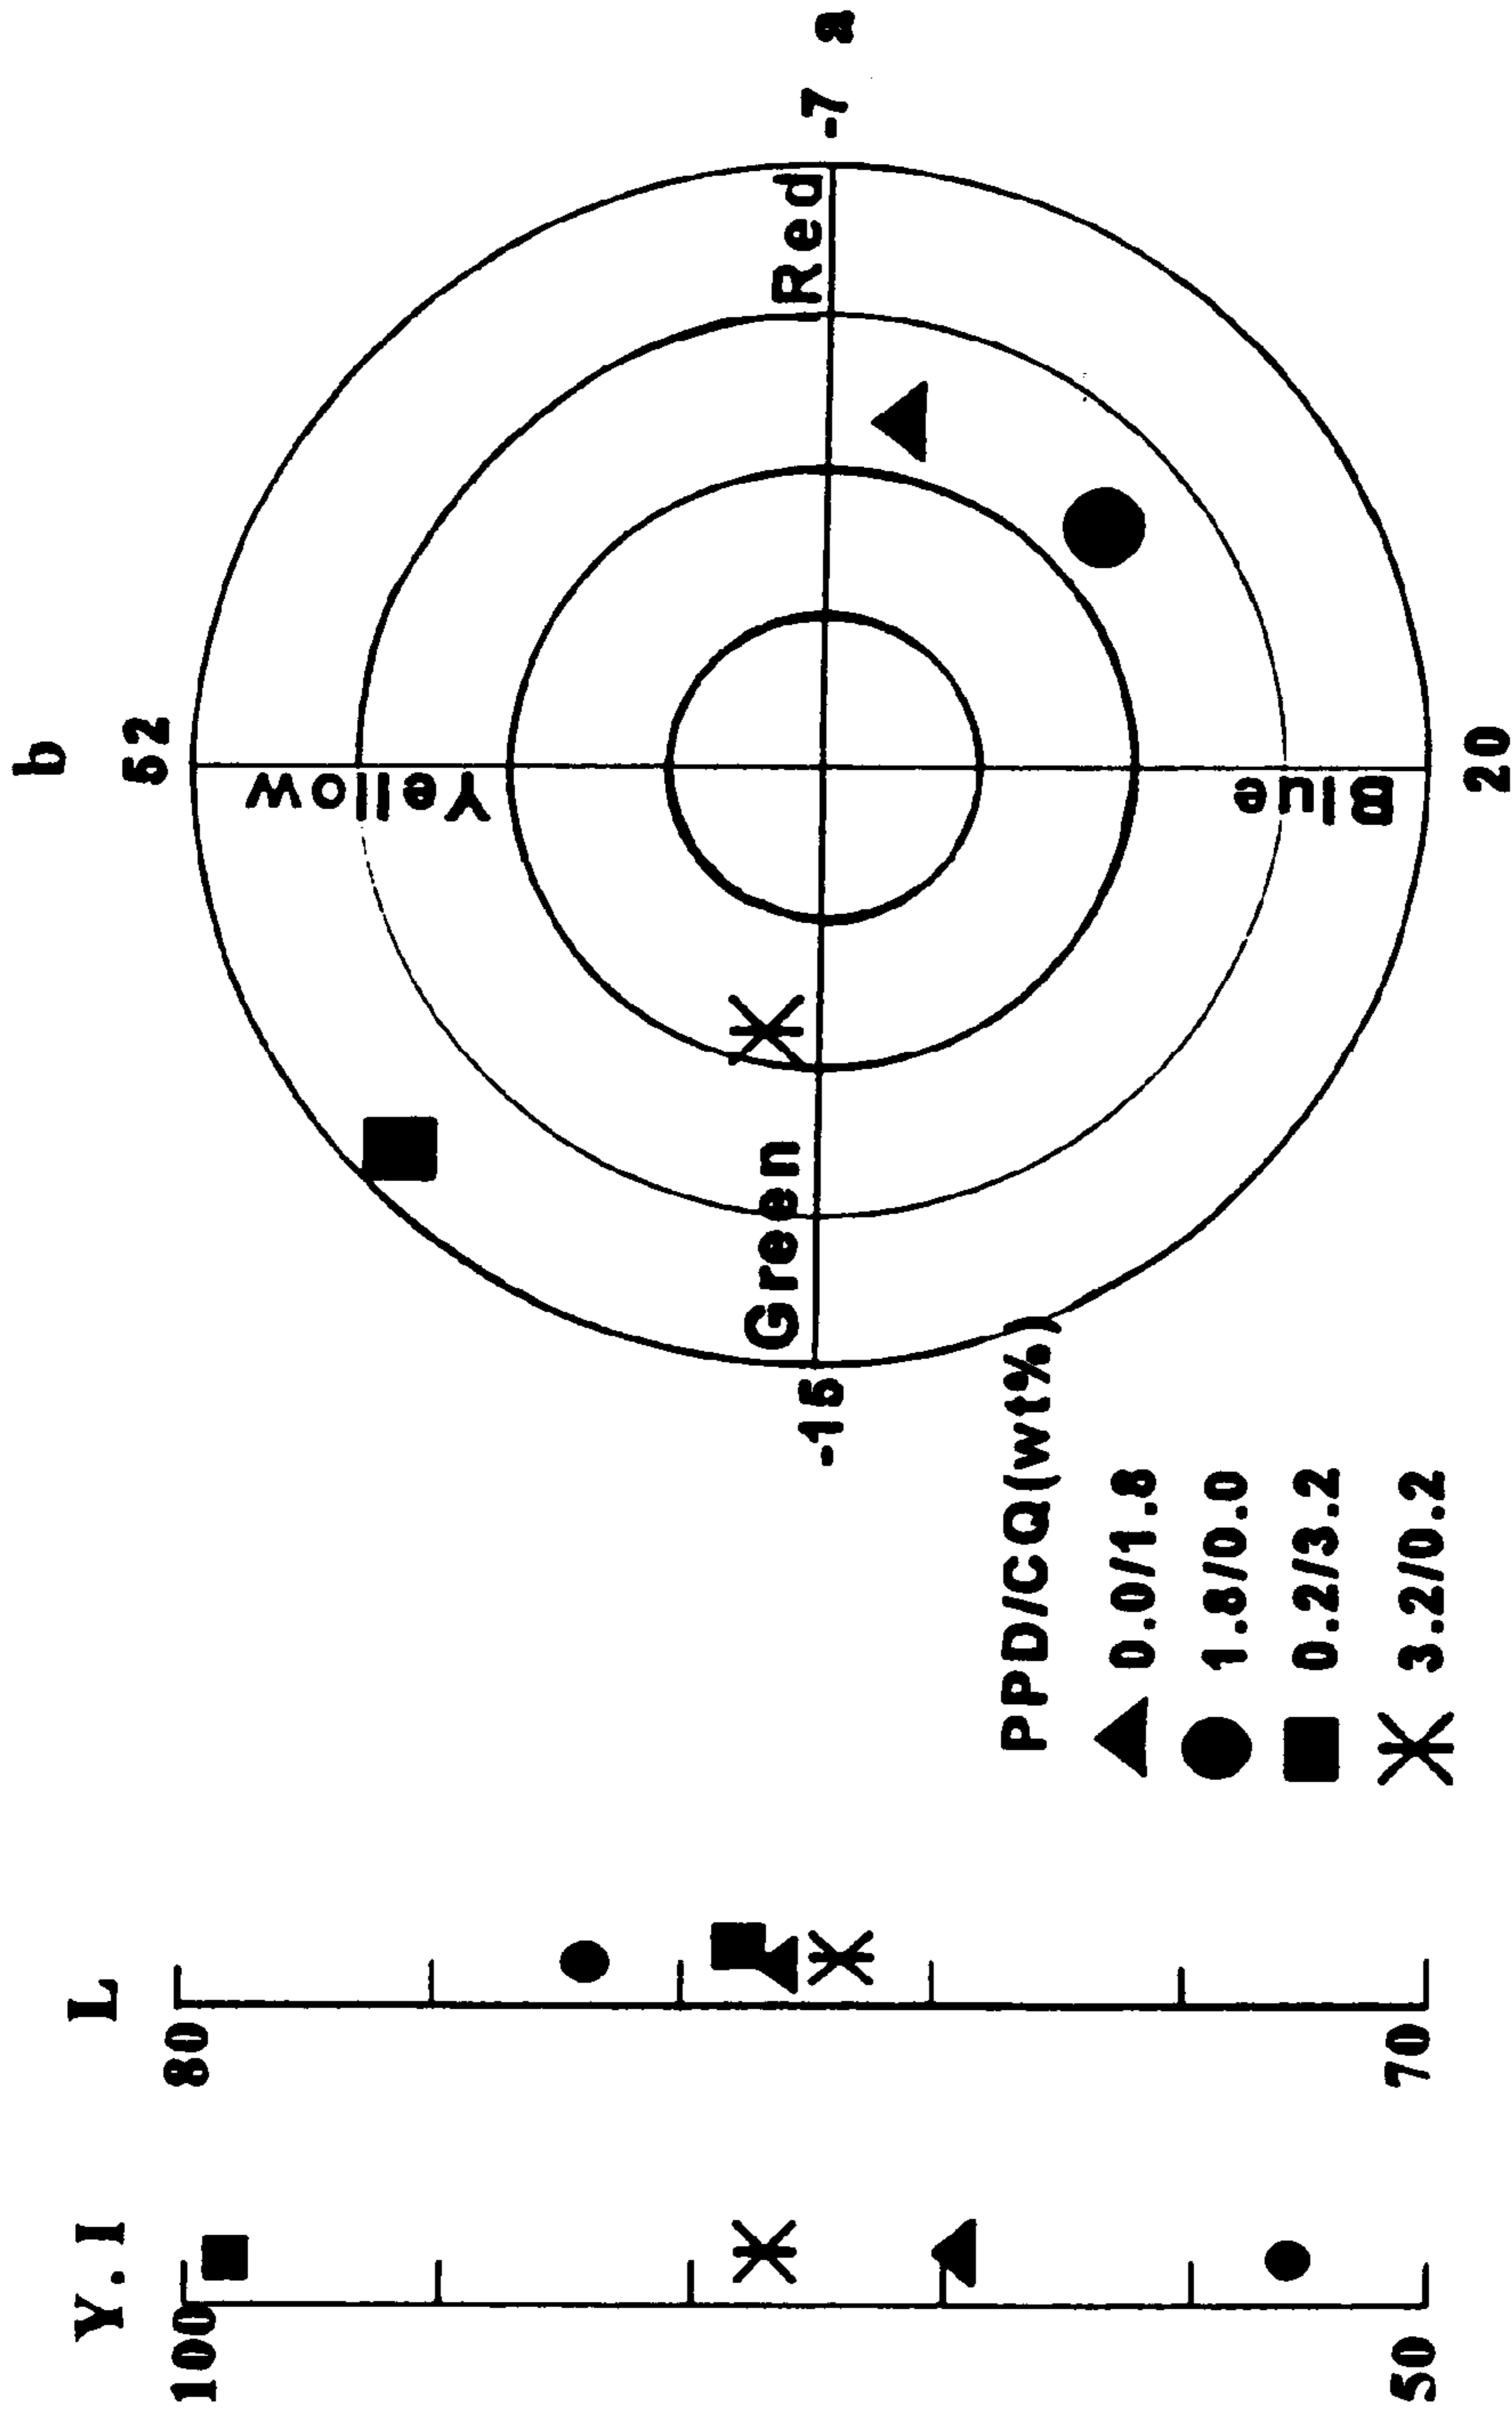 Y.I
100
50
L
80
70
b
52
Yellow
Green
Red
-15
-7 a
Blue
20
PPD/CQ(wt%)
0.0/1.8
1.8/0.0
0.2/3.2
3.2/0.2